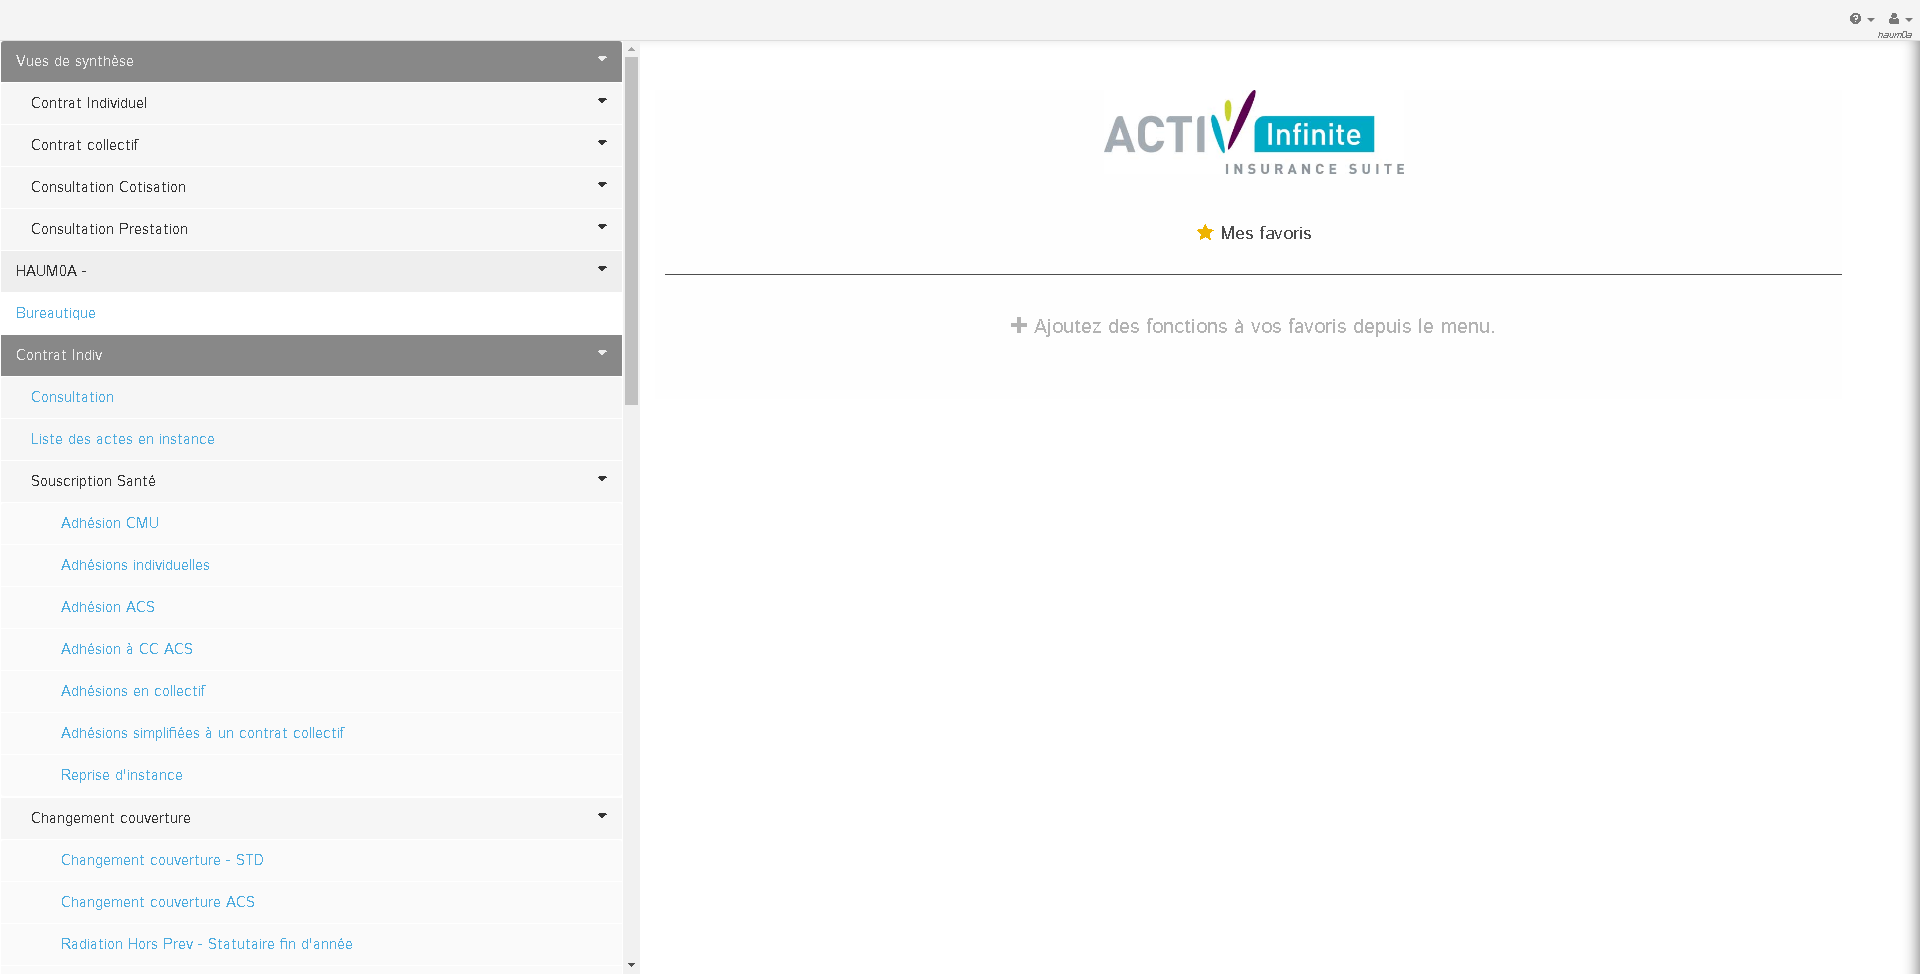 haum0a
Vues de synthèse
Contrat Individuel
Contrat collectif
Consultation Cotisation
Consultation Prestation
HAUM0A -
Bureautique
Contrat Indiv
Consultation
Liste des actes en instance
Souscription Santé
Adhésion CMU
Adhésions individuelles
Adhésion ACS
Adhésion à CC ACS
Adhésions en collectif
Adhésions simplifiées à un contrat collectif
Reprise d'instance
Changement couverture
Changement couverture - STD
Changement couverture ACS
Radiation Hors Prev - Statutaire fin d'année
ACTIV Infinite
INSURANCE SUITE
Mes favoris
Ajoutez des fonctions à vos favoris depuis le menu.